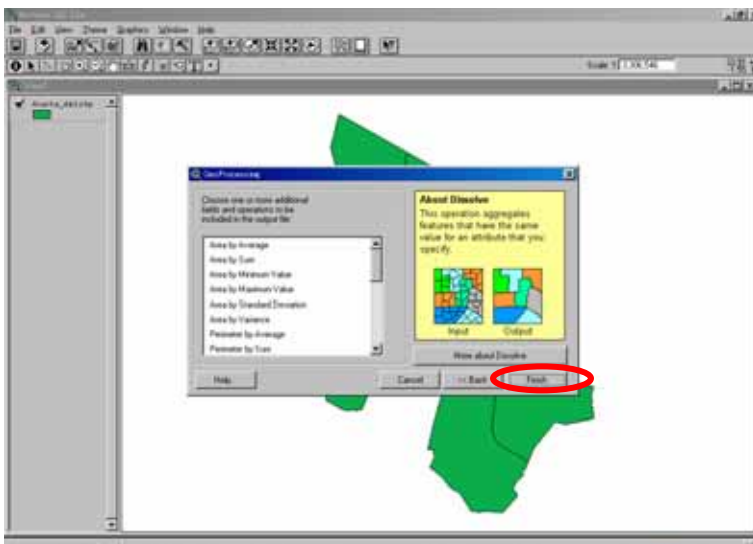 File Edit View Theme Graphics Window Help
Scale 1:
GeoProcessing
Choose one or more additional
fields and operations to be
included in the output file:
Area by Average
Area by Sum
Area by Minimum Value
Area by Maximum Value
Area by Standard Deviation
Area by Variance
Perimeter by Average
Perimeter by Sum
About Dissolve
This operation aggregates
features that have the same
value for an attribute that you
specify.
Input Output
More about Dissolve
Help
Cancel
<< Back
Finish